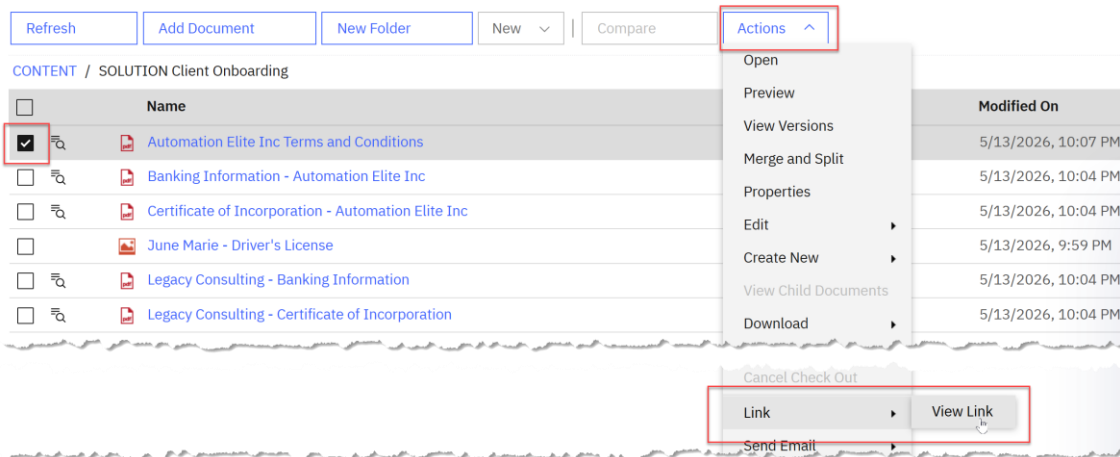 Refresh Add Document New Folder New | Compare Actions
CONTENT / SOLUTION Client Onboarding
Open
Preview
View Versions
Merge and Split
Properties
Edit
Create New
View Child Documents
Download
Name Modified On
Automation Elite Inc Terms and Conditions 5/13/2026, 10:07 PM
Banking Information - Automation Elite Inc 5/13/2026, 10:04 PM
Certificate of Incorporation - Automation Elite Inc 5/13/2026, 10:04 PM
June Marie - Driver's License 5/13/2026, 9:59 PM
Legacy Consulting - Banking Information 5/13/2026, 10:04 PM
Legacy Consulting - Certificate of Incorporation 5/13/2026, 10:04 PM
Cancel Check Out
Link View Link
Send Email